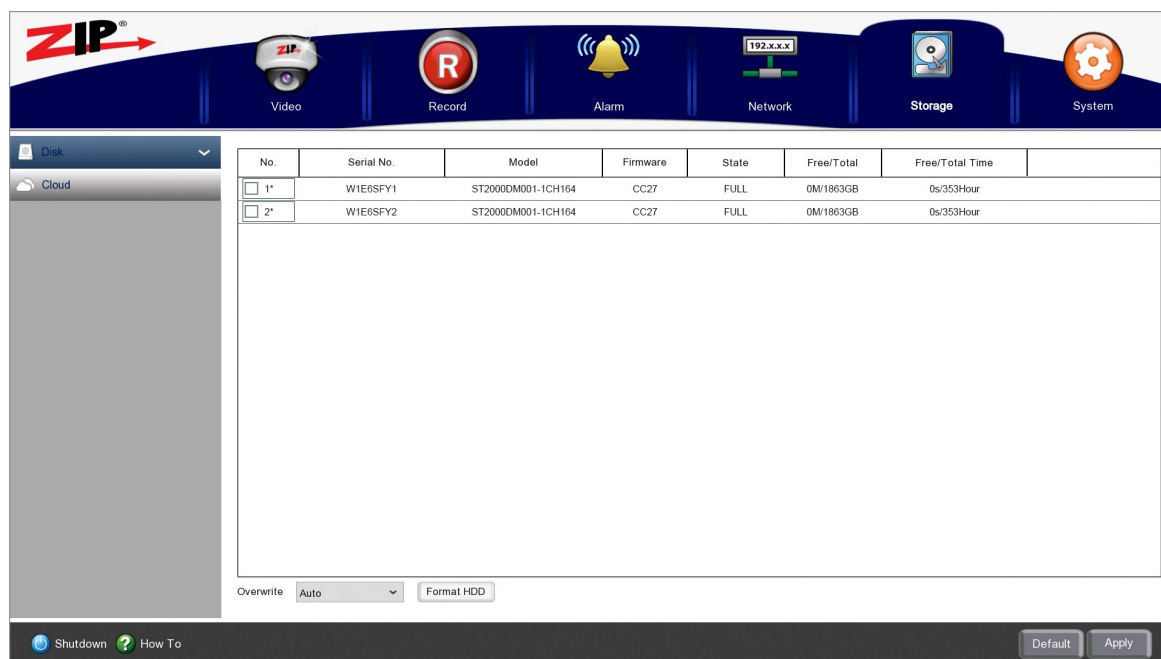 ZIP®
ZIP
R
192.x.x.x
Video Record Alarm Network Storage System
Disk
Cloud
No. Serial No. Model Firmware State Free/Total Free/Total Time
1* W1E6SFY1 ST2000DM001-1CH164 CC27 FULL 0M/1863GB 0s/353Hour
2* W1E6SFY2 ST2000DM001-1CH164 CC27 FULL 0M/1863GB 0s/353Hour
Overwrite Auto Format HDD
Shutdown ? How To Default Apply